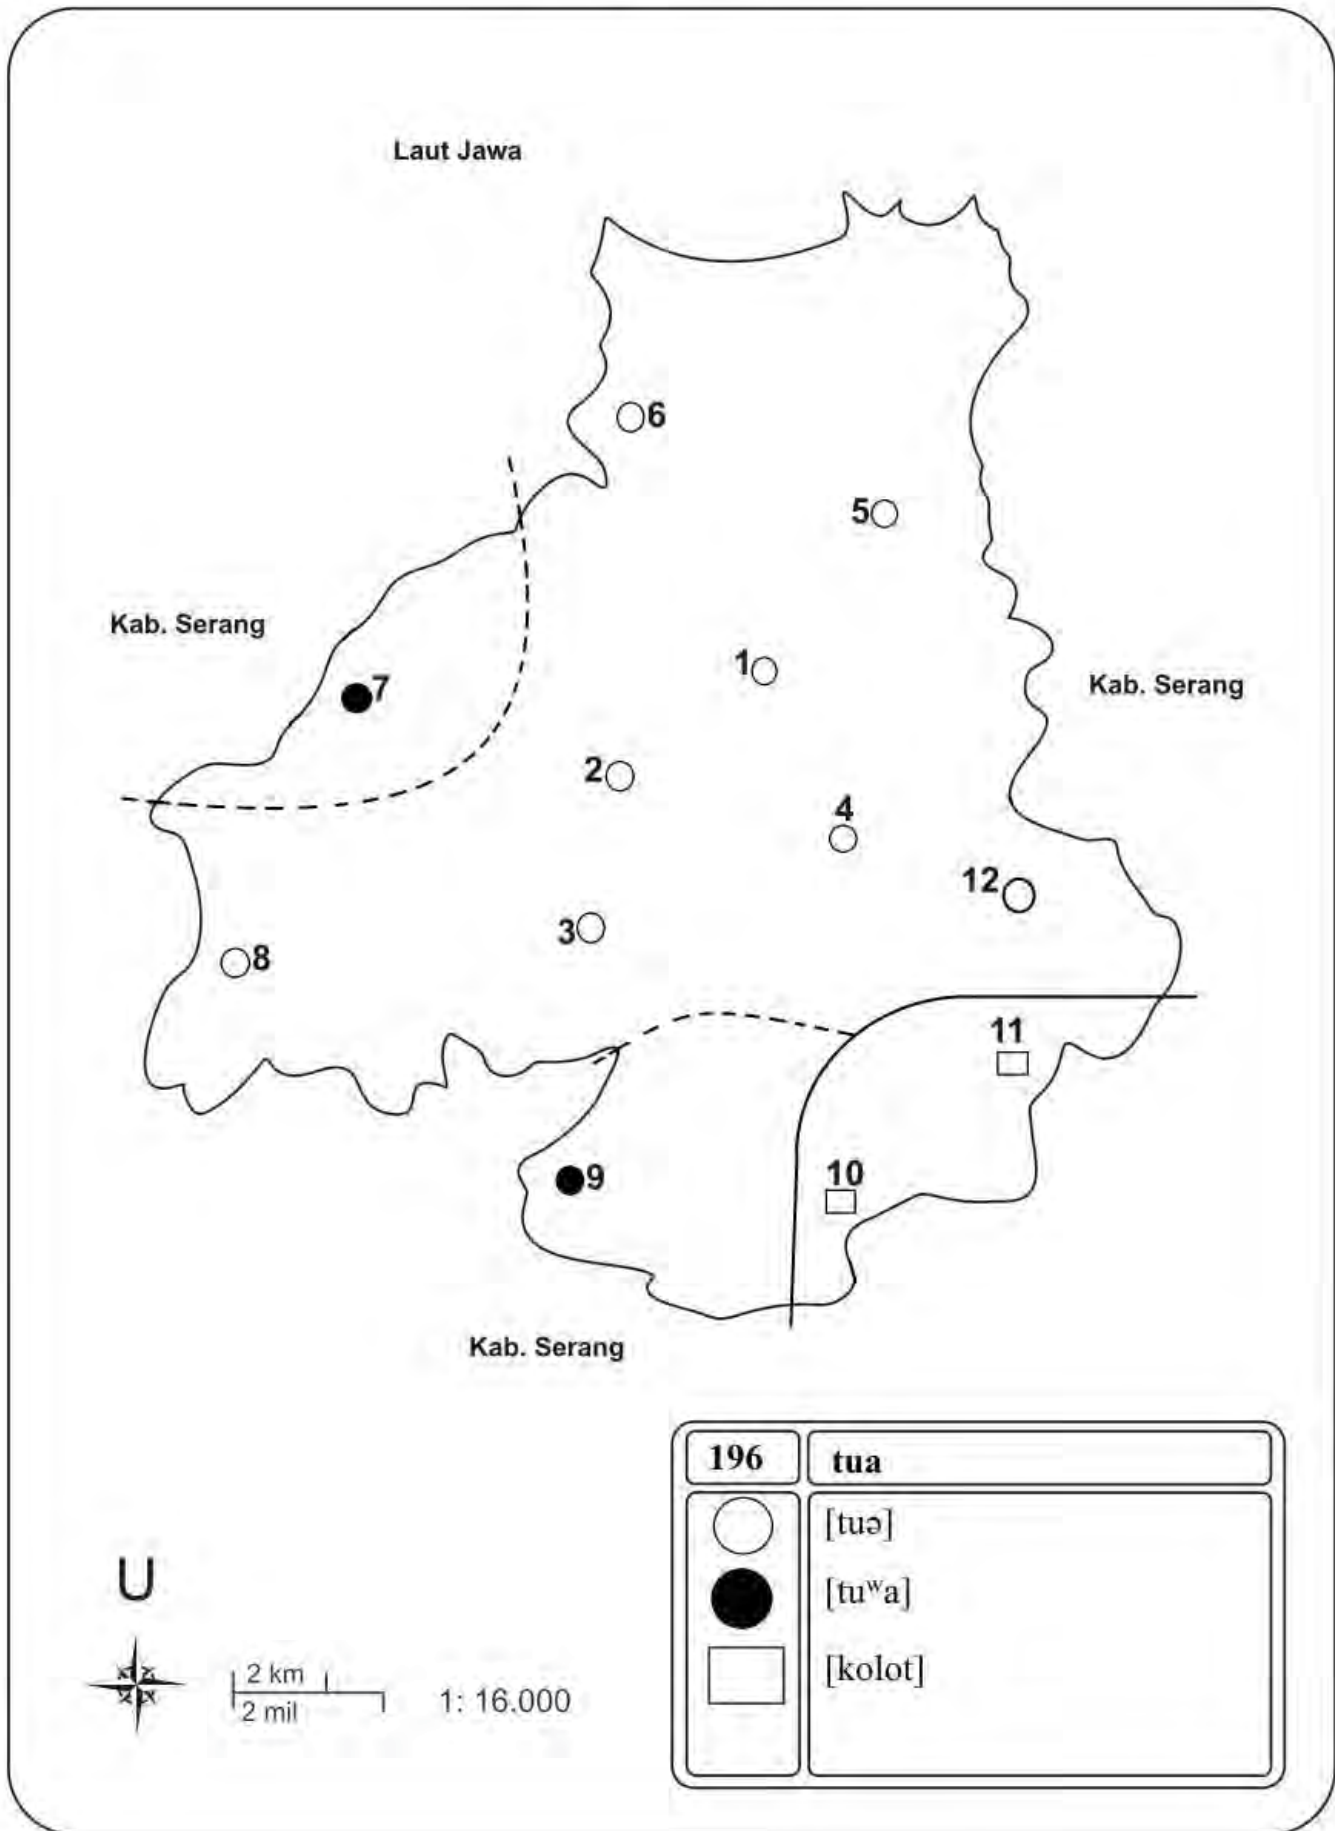 Laut Jawa
6
5
Kab. Serang
1
7
Kab. Serang
2
4
12
3
8
11
10
9
Kab. Serang
196 tua
[tuə]
[tuʷa]
[kolot]
U
2 km
2 mil
1: 16.000